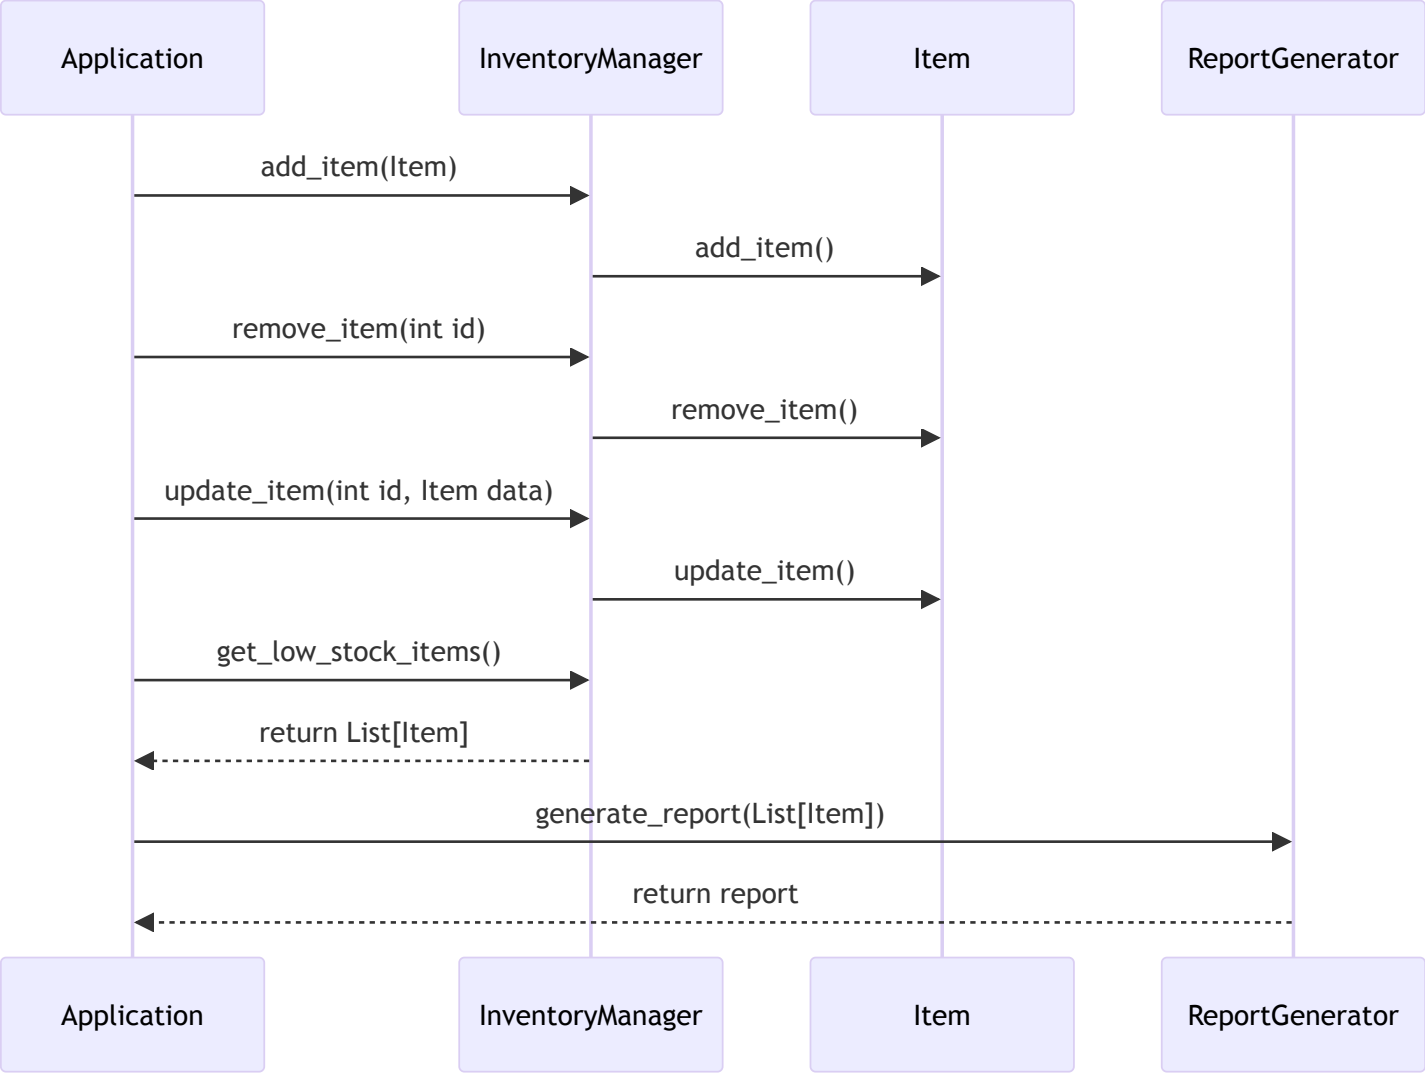 Application
InventoryManager
Item
ReportGenerator
add_item(Item)
add_item()
remove_item(int id)
remove_item()
update_item(int id, Item data)
update_item()
get_low_stock_items()
return List[Item]
generate_report(List[Item])
return report
Application
InventoryManager
Item
ReportGenerator